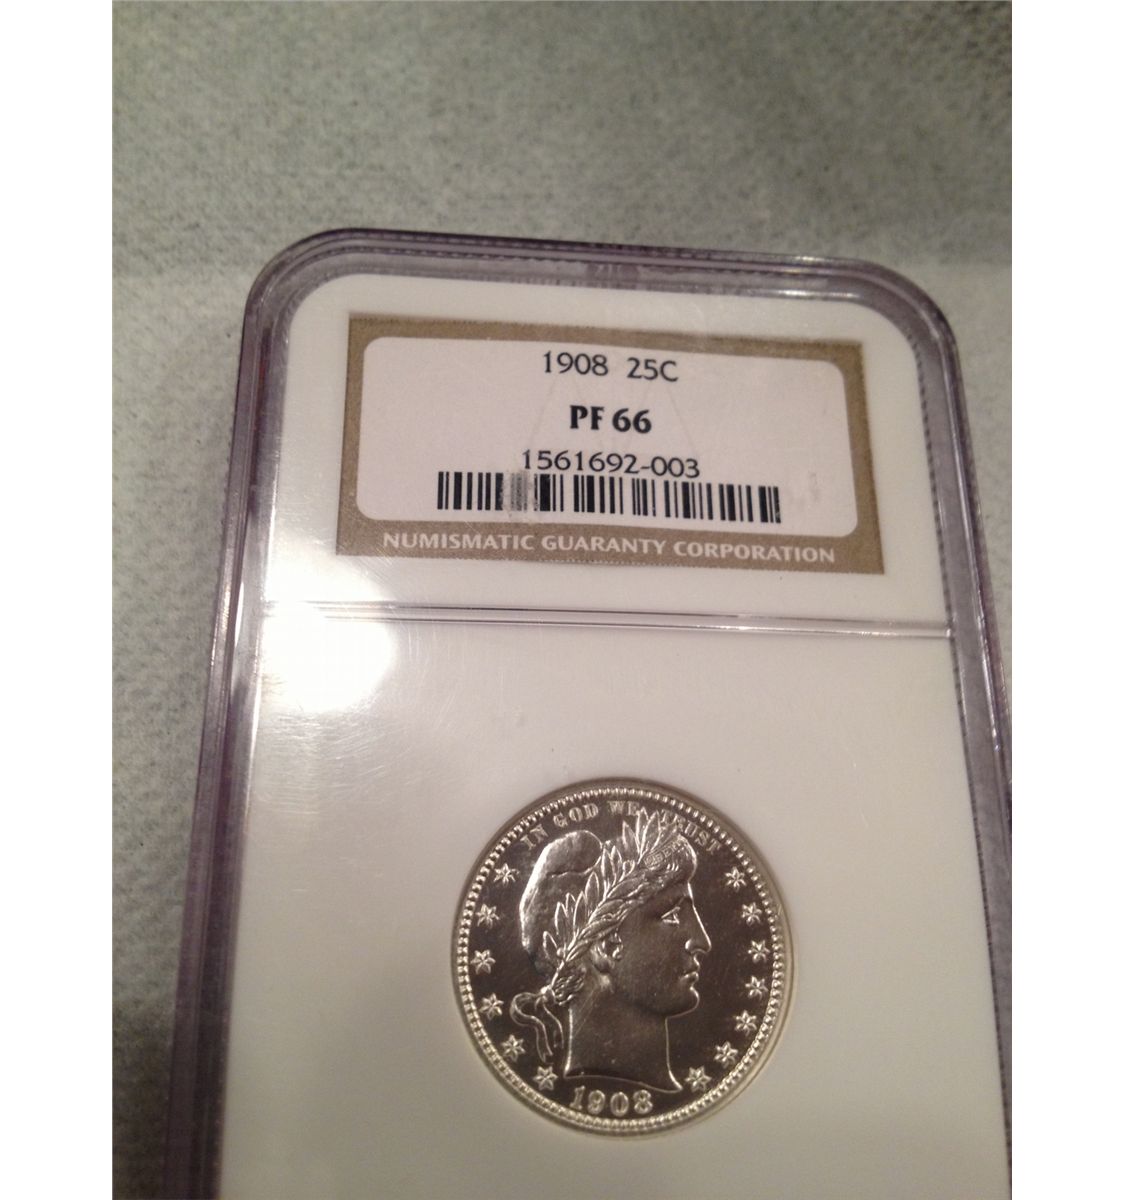 1908 25C
PF 66
1561692-003
NUMISMATIC GUARANTY CORPORATION
IN GOD WE TRUST
1908